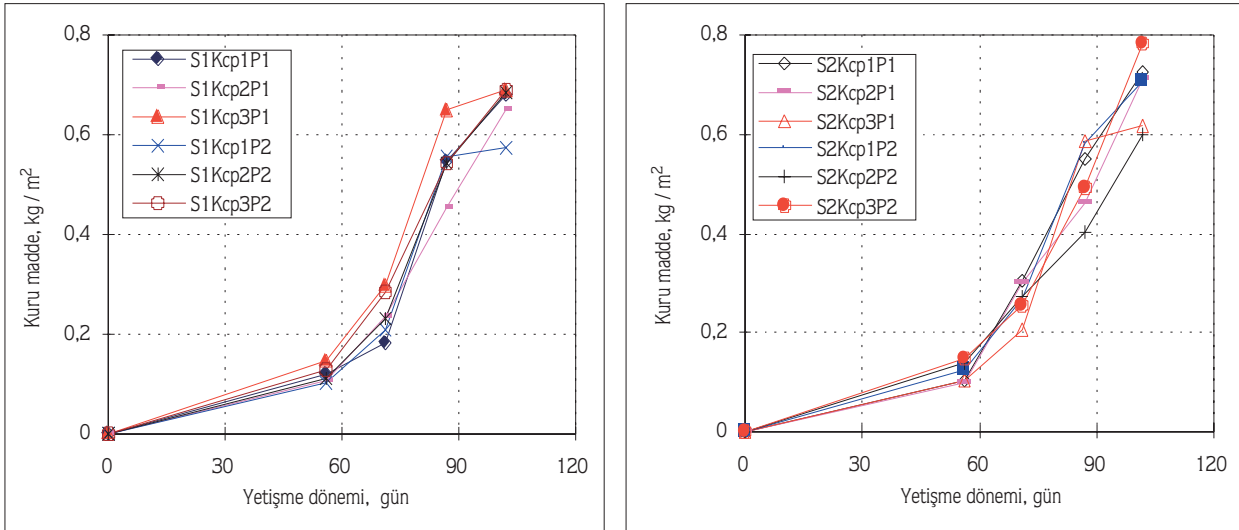 0,8
0,6
0,4
0,2
0
Kuru madde, kg / m²
S1Kcp1P1
S1Kcp2P1
S1Kcp3P1
S1Kcp1P2
S1Kcp2P2
S1Kcp3P2
0 30 60 90 120
Yetişme dönemi, gün
0,8
0,6
0,4
0,2
0
Kuru madde, kg / m²
S2Kcp1P1
S2Kcp2P1
S2Kcp3P1
S2Kcp1P2
S2Kcp2P2
S2Kcp3P2
0 30 60 90 120
Yetişme dönemi, gün